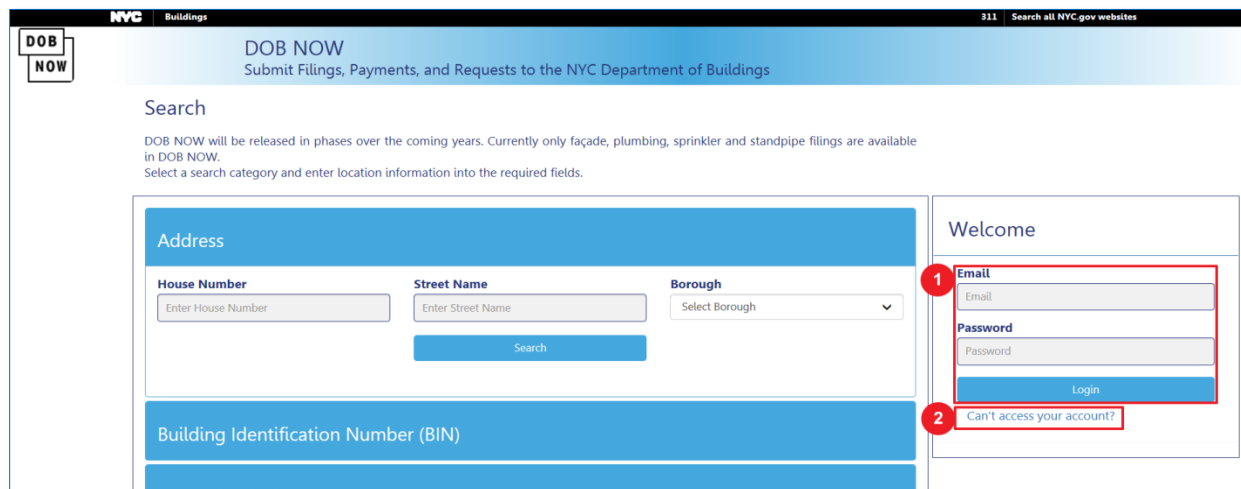 NYC Buildings 311 Search all NYC.gov websites
DOB
NOW
DOB NOW
Submit Filings, Payments, and Requests to the NYC Department of Buildings
Search
DOB NOW will be released in phases over the coming years. Currently only façade, plumbing, sprinkler and standpipe filings are available
in DOB NOW.
Select a search category and enter location information into the required fields.
Address
House Number Street Name Borough
Enter House Number Enter Street Name Select Borough
Search
Building Identification Number (BIN)
Welcome
1
Email
Email
Password
Password
Login
2
Can't access your account?